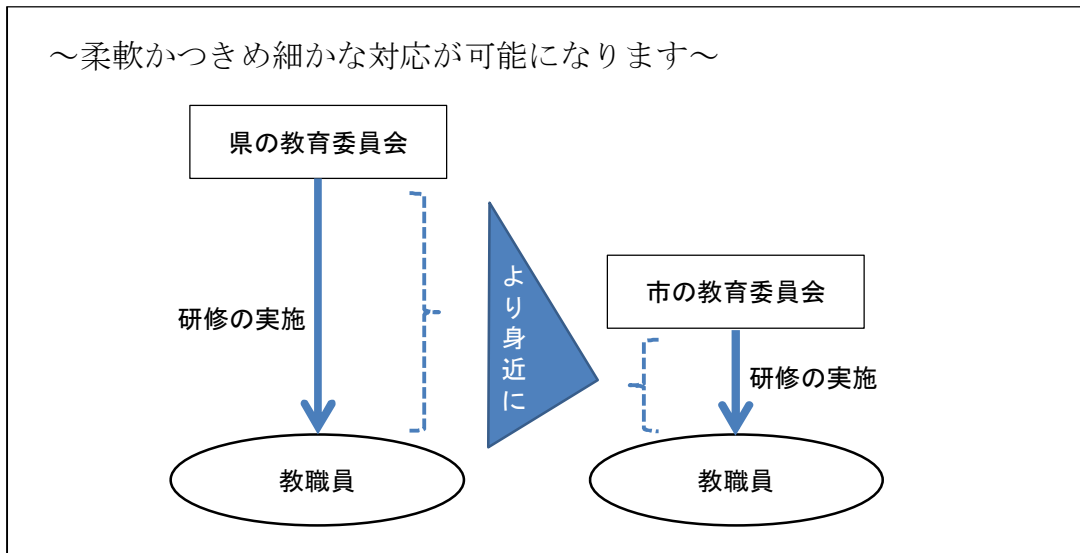 ～柔軟かつきめ細かな対応が可能になります～
県の教育委員会
研修の実施
教職員
より身近に
市の教育委員会
研修の実施
教職員